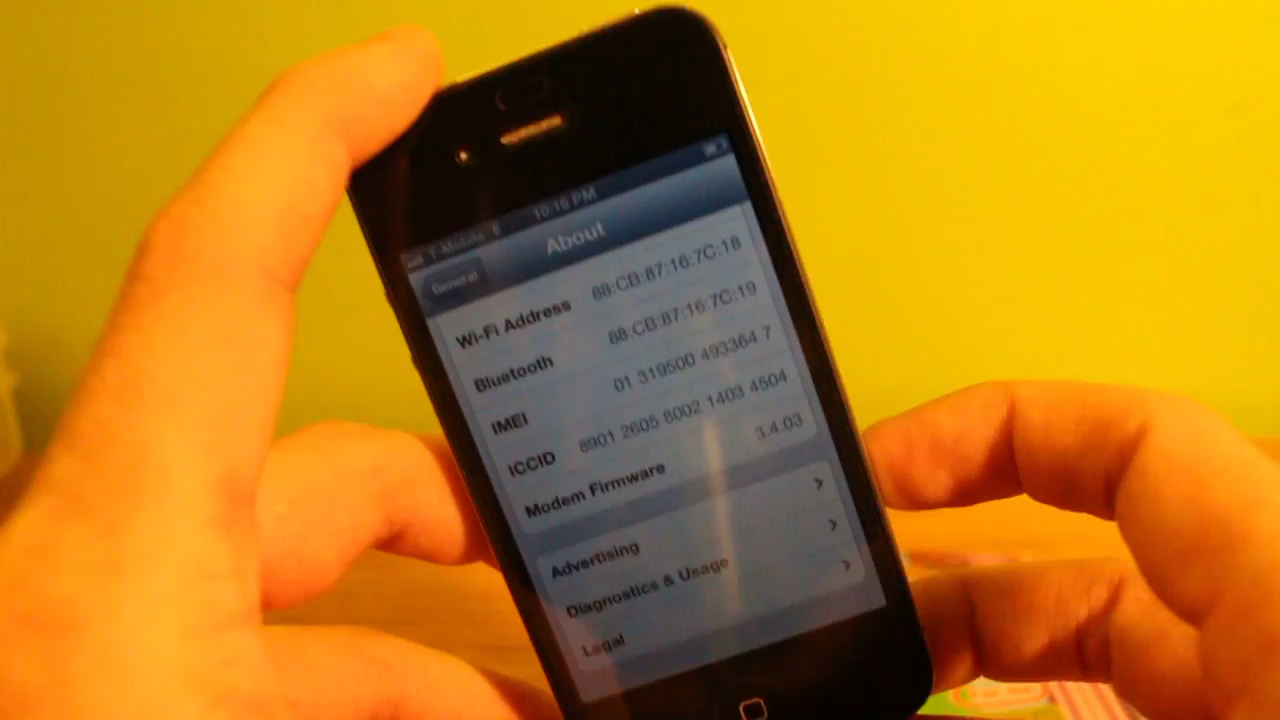 T-Mobile 10:15 PM
General About
Wi-Fi Address 88:CB:87:16:7C:18
Bluetooth 88:CB:87:16:7C:19
IMEI 01 319500 493364 7
ICCID 8901 2605 8002 1403 4504
Modem Firmware 3.4.03
Advertising
Diagnostics & Usage
Legal